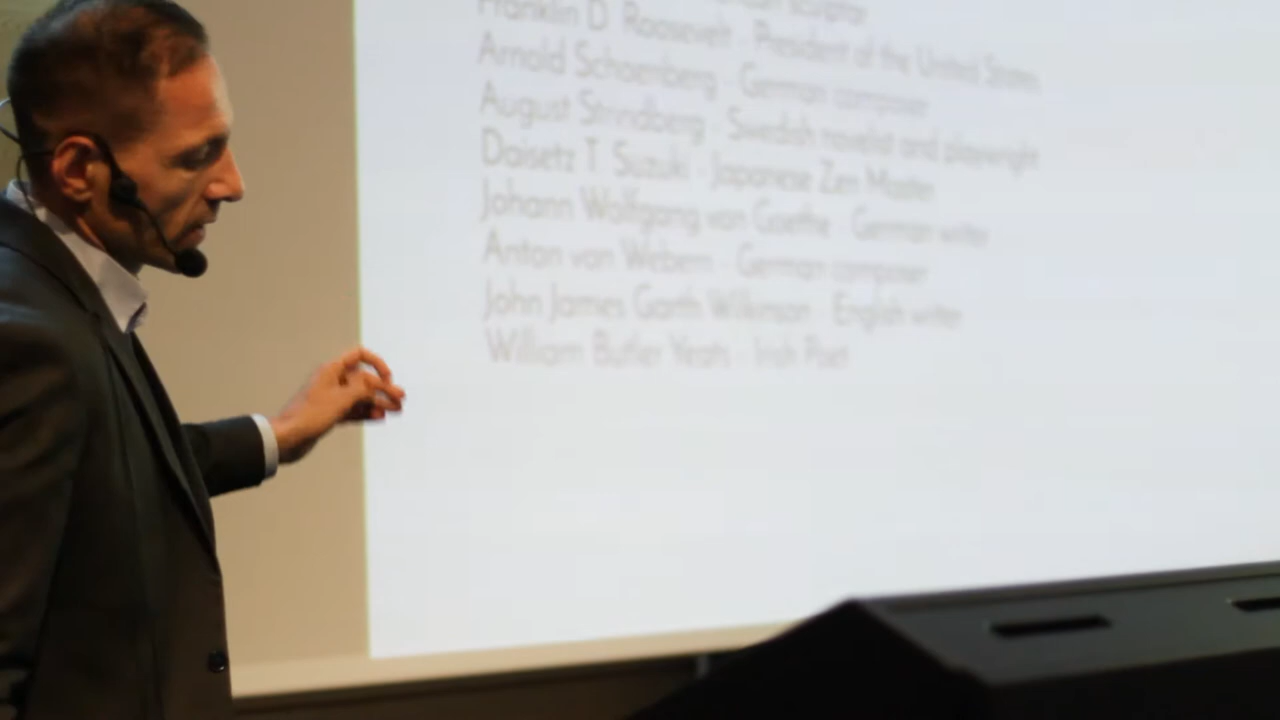 sculptor
Franklin D. Roosevelt - President of the United States
Arnold Schoenberg - German composer
August Strindberg - Swedish novelist and playwright
Daisetz T. Suzuki - Japanese Zen Master
Johann Wolfgang von Goethe - German writer
Anton von Webern - German composer
John James Garth Wilkinson - English writer
William Butler Yeats - Irish Poet